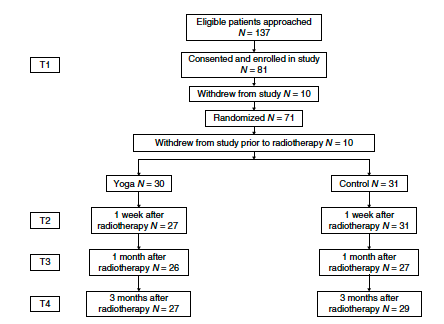 Eligible patients approached
N = 137
T1
Consented and enrolled in study
N = 81
Withdrew from study N = 10
Randomized N = 71
Withdrew from study prior to radiotherapy N = 10
Yoga N = 30
Control N = 31
T2
1 week after
radiotherapy N = 27
1 week after
radiotherapy N = 31
T3
1 month after
radiotherapy N = 26
1 month after
radiotherapy N = 27
T4
3 months after
radiotherapy N = 27
3 months after
radiotherapy N = 29